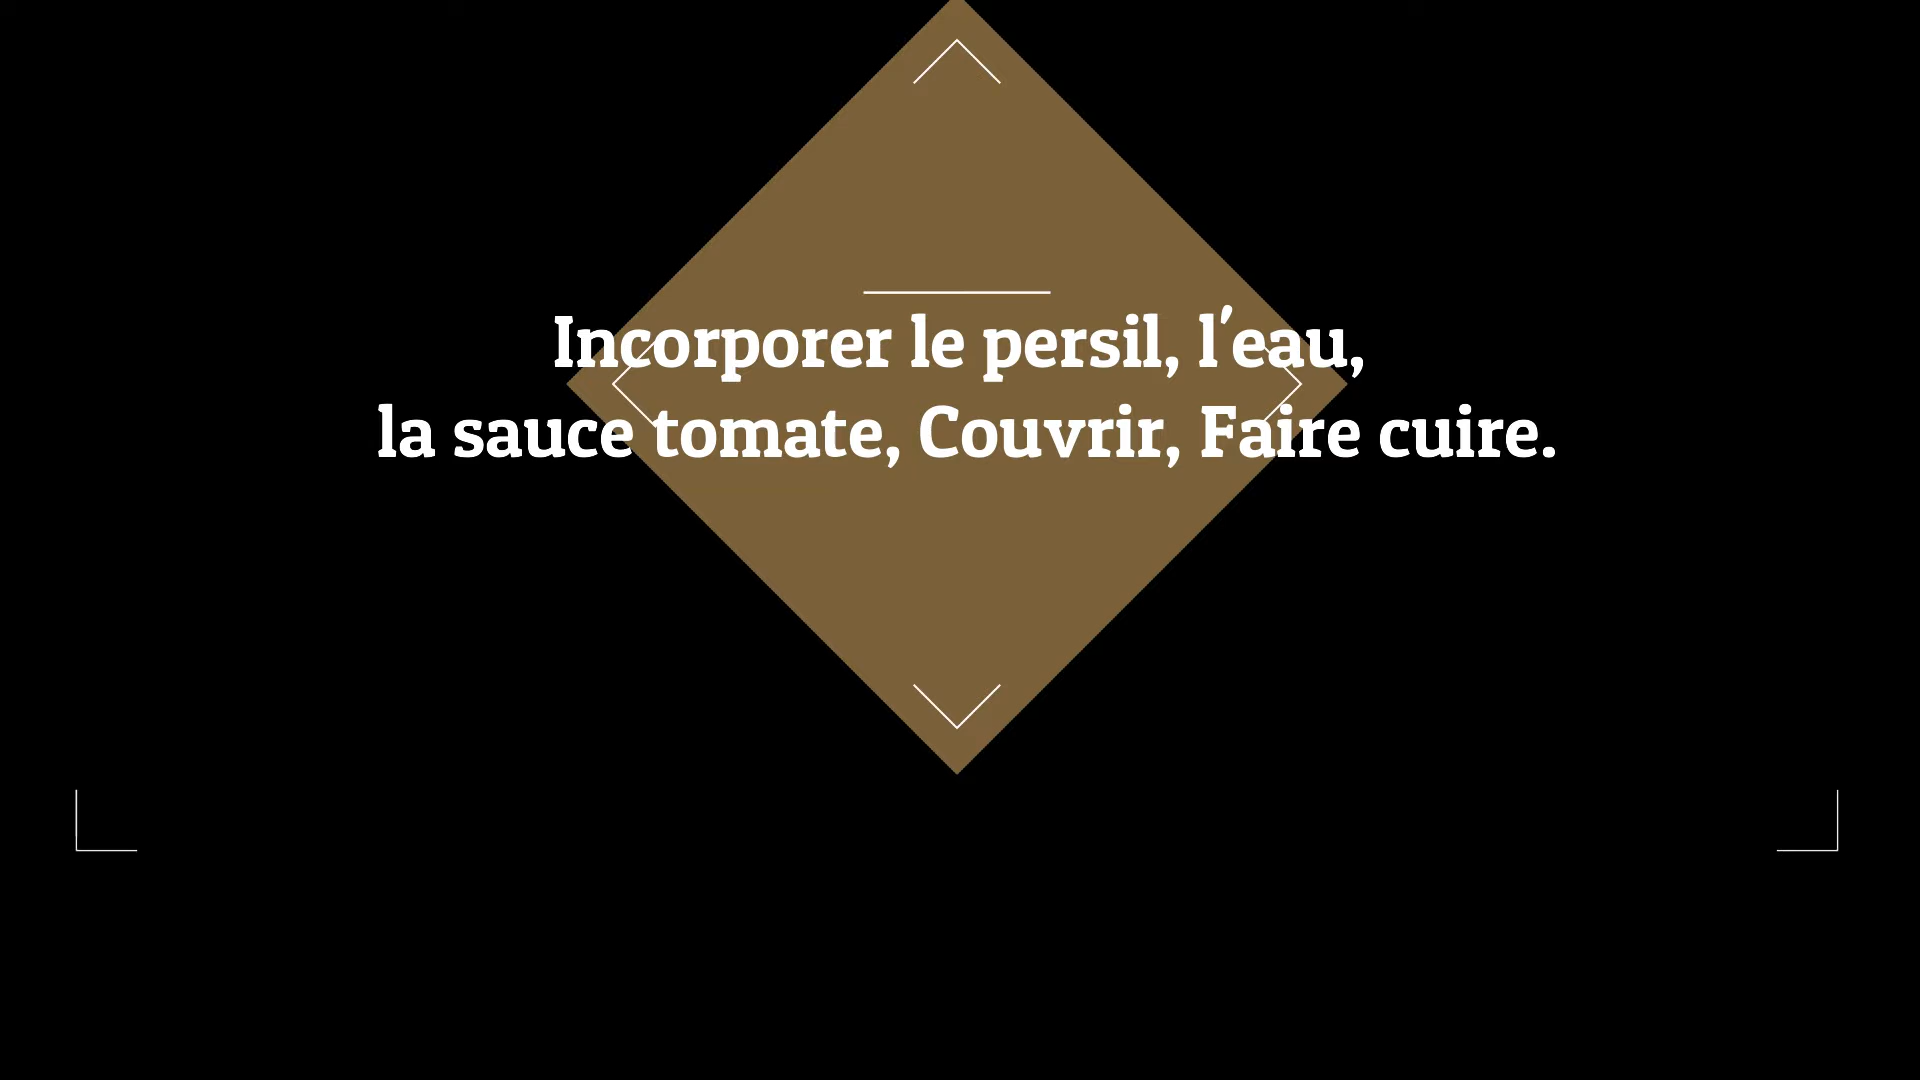 Incorporer le persil, l'eau,
la sauce tomate, Couvrir, Faire cuire.